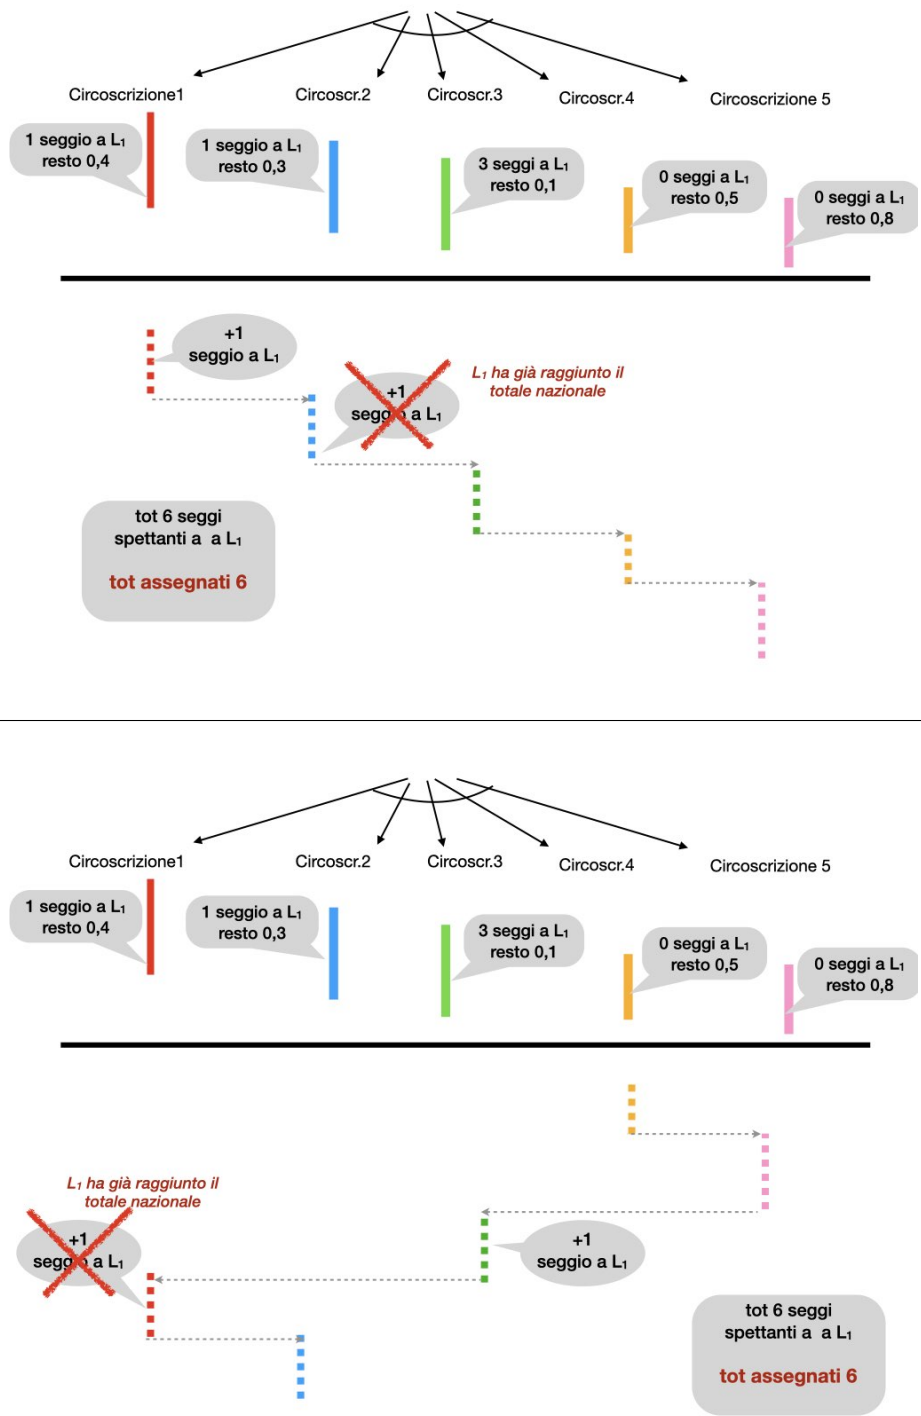 Circoscrizione1
Circoscr.2
Circoscr.3
Circoscr.4
Circoscrizione 5
1 seggio a L₁
resto 0,4
1 seggio a L₁
resto 0,3
3 seggi a L₁
resto 0,1
0 seggi a L₁
resto 0,5
0 seggi a L₁
resto 0,8
+1
seggio a L₁
+1
seggio a L₁
L₁ ha già raggiunto il
totale nazionale
tot 6 seggi
spettanti a a L₁
tot assegnati 6
Circoscrizione1
Circoscr.2
Circoscr.3
Circoscr.4
Circoscrizione 5
1 seggio a L₁
resto 0,4
1 seggio a L₁
resto 0,3
3 seggi a L₁
resto 0,1
0 seggi a L₁
resto 0,5
0 seggi a L₁
resto 0,8
L₁ ha già raggiunto il
totale nazionale
+1
seggio a L₁
+1
seggio a L₁
tot 6 seggi
spettanti a a L₁
tot assegnati 6